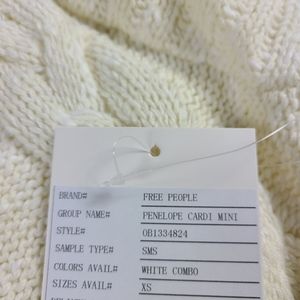 BRAND# FREE PEOPLE
GROUP NAME# PENELOPE CARDI MINI
STYLE# OB1334824
SAMPLE TYPE# SMS
COLORS AVAIL# WHITE COMBO
SIZES AVAIL# XS